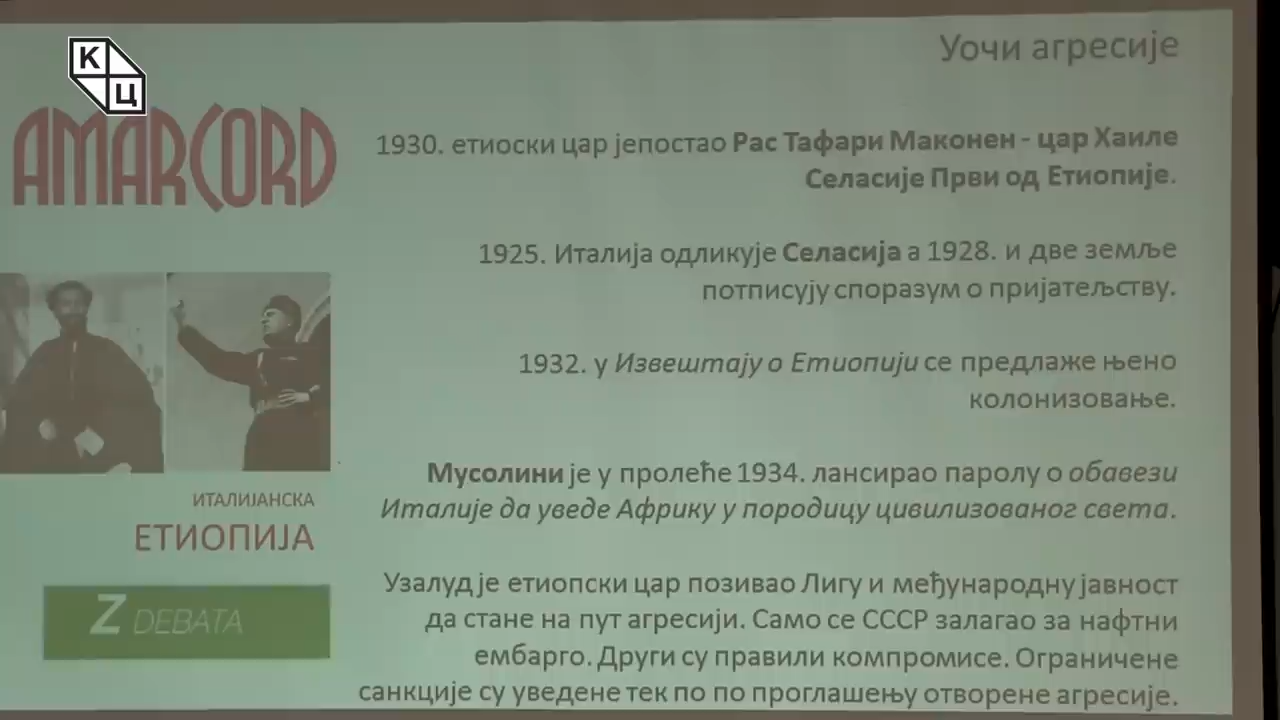 К
Ц
AMARCORD
Уочи агресије
1930. етиоски цар јепостао Рас Тафари Маконен - цар Хаиле
Селасије Први од Етиопије.
1925. Италија одликује Селасија а 1928. и две земље
потписују споразум о пријатељству.
1932. у Извештају о Етиопији се предлаже њено
колонизовање.
Мусолини је у пролеће 1934. лансирао паролу о обавези
Италије да уведе Африку у породицу цивилизованог света.
Узалуд је етиопски цар позивао Лигу и међународну јавност
да стане на пут агресији. Само се СССР залагао за нафтни
ембарго. Други су правили компромисе. Ограничене
санкције су уведене тек по по проглашењу отворене агресије.
ИТАЛИЈАНСКА
ЕТИОПИЈА
Z DEBATA